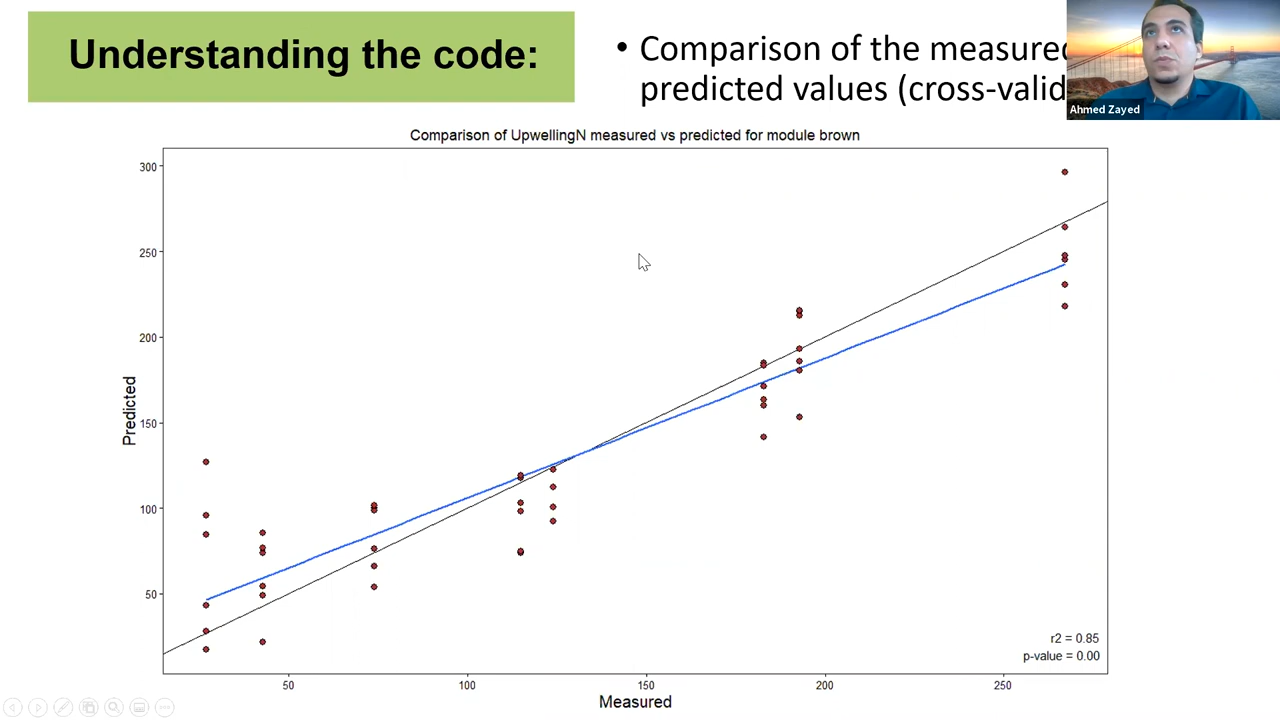 Understanding the code:
• Comparison of the measured
predicted values (cross-valid
Ahmed Zayed
Comparison of UpwellingN measured vs predicted for module brown
300
250
200
150
100
50
Predicted
r2 = 0.85
p-value = 0.00
50
100
150
200
250
Measured